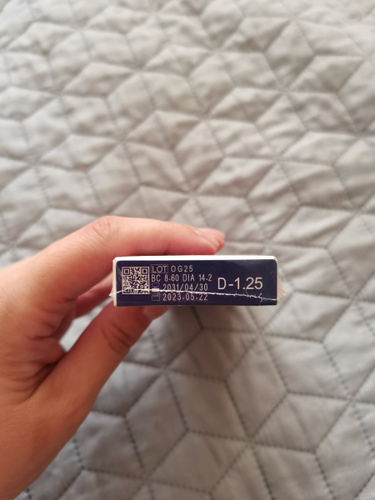 LOT OG25
BC 8-60 DIA 14-2
2031/04/30
2023-05-22
D-1.25